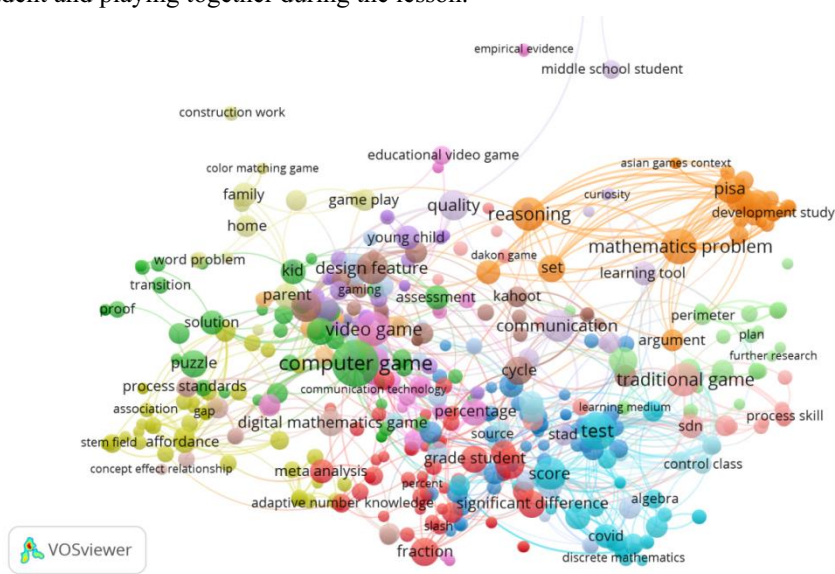 dent and playing together during the lesson.
empirical evidence
middle school student
construction work
educational video game
asian games context
color matching game
pisa
family
game play
curiosity
quality
reasoning
development study
home
young child
mathematics problem
word problem
dakon game
kid
design feature
set
learning tool
transition
gaming
parent
assessment
kahoot
proof
perimeter
solution
video game
communication
argument
plan
further research
puzzle
computer game
cycle
traditional game
process standards
communication technology
association
gap
percentage
learning medium
process skill
digital mathematics game
source
stad
test
sdn
stem field
affordance
grade student
concept effect relationship
meta analysis
score
control class
percent
adaptive number knowledge
significant difference
algebra
slash
covid
fraction
discrete mathematics
VOSviewer